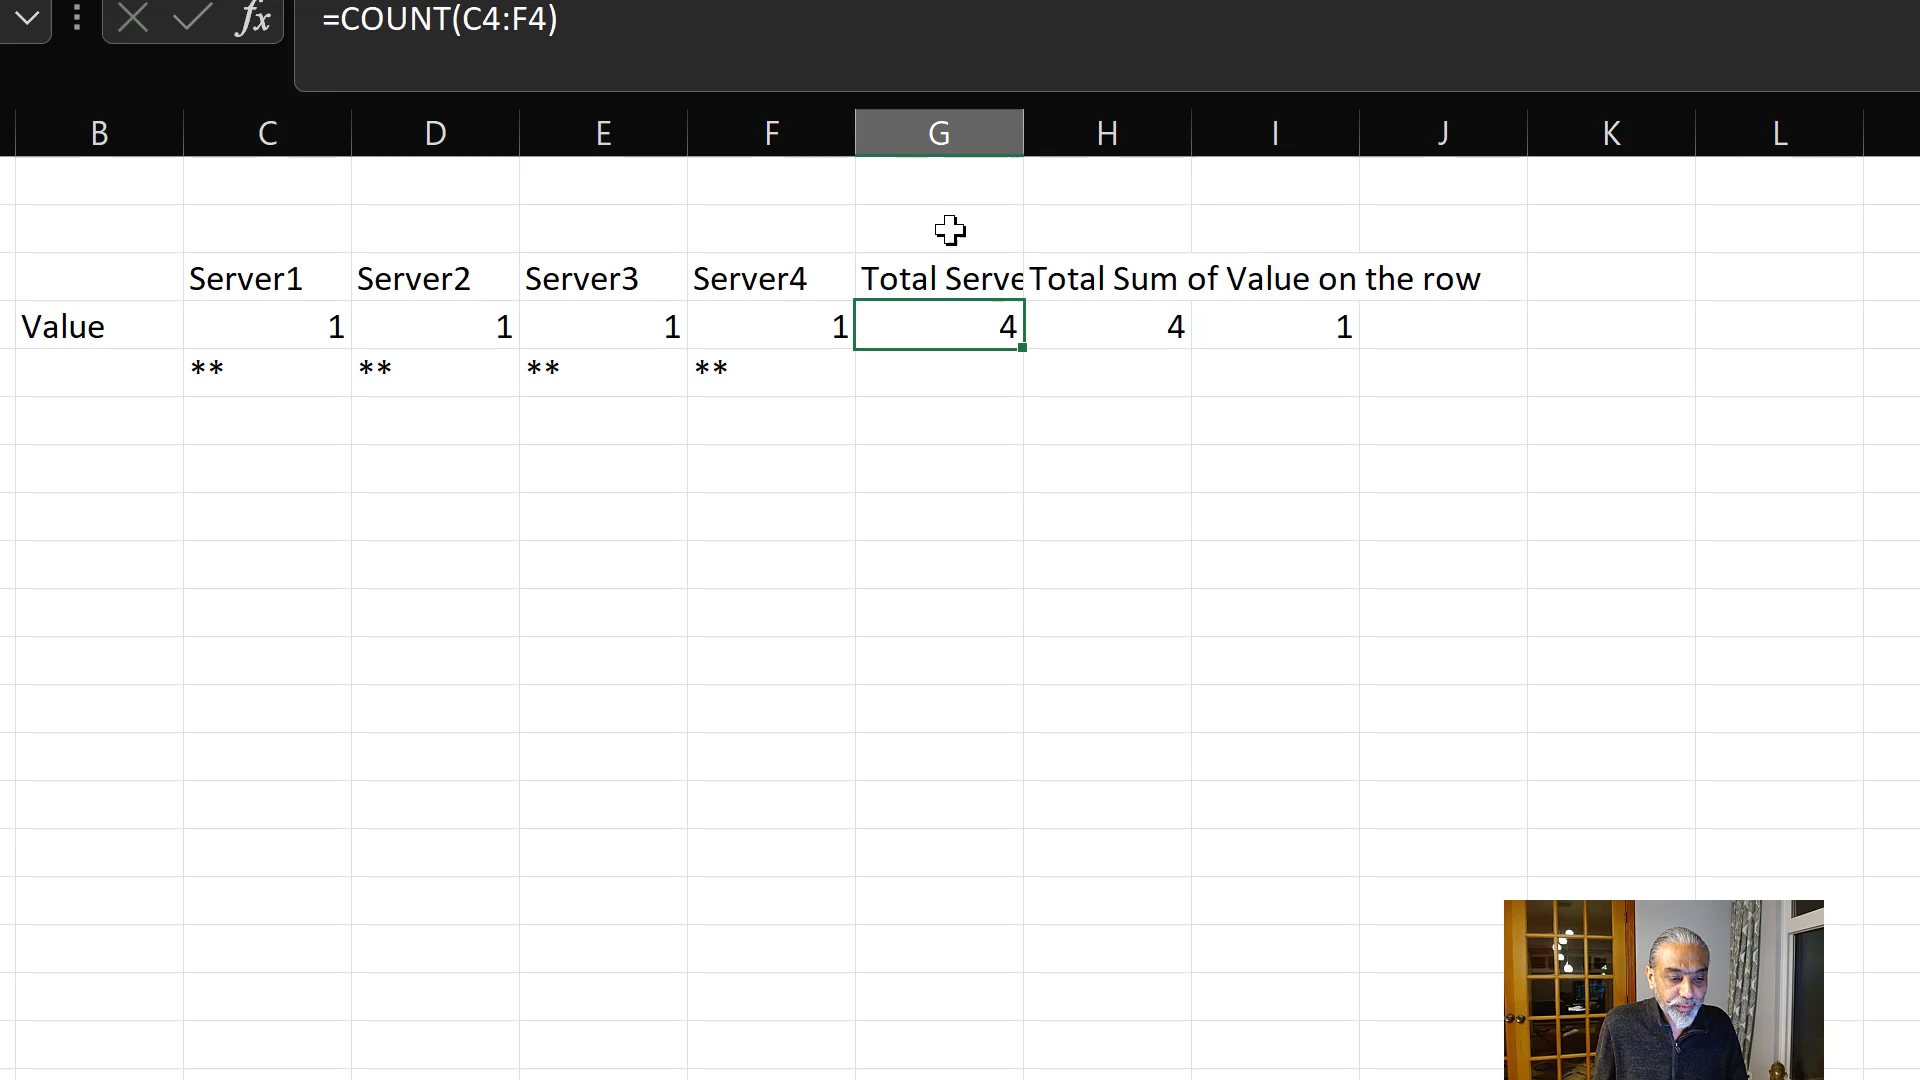 fx =COUNT(C4:F4)
B C D E F G H I J K L
Server1 Server2 Server3 Server4 Total Serve Total Sum of Value on the row
Value 1 1 1 1 4 4 1
** ** ** **